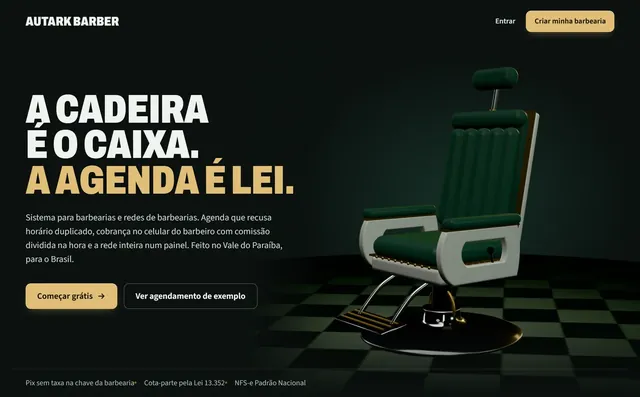 AUTARK BARBER
Entrar
Criar minha barbearia
A CADEIRA
É O CAIXA.
A AGENDA É LEI.
Sistema para barbearias e redes de barbearias. Agenda que recusa
horário duplicado, cobrança no celular do barbeiro com comissão
dividida na hora e a rede inteira num painel. Feito no Vale do Paraíba,
para o Brasil.
Começar grátis →
Ver agendamento de exemplo
Pix sem taxa na chave da barbearia
Cota-parte pela Lei 13.352
NFS-e Padrão Nacional